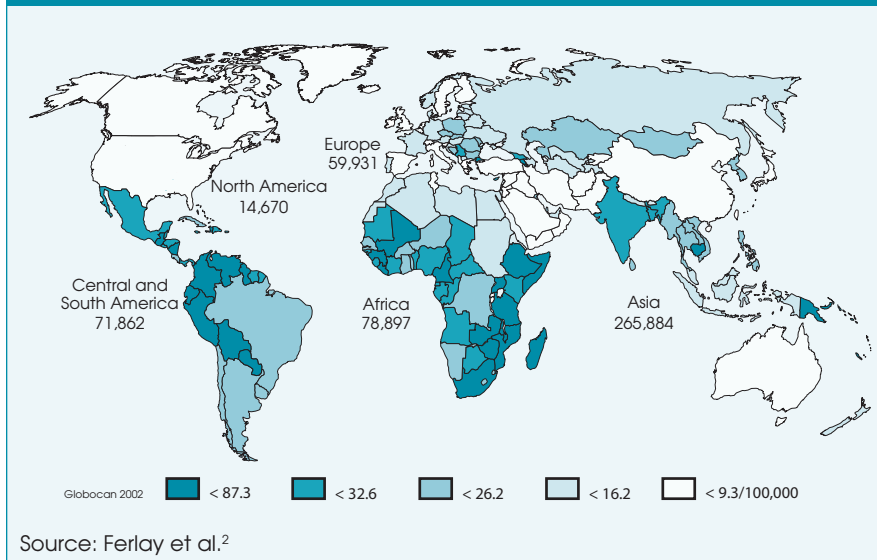 Europe
59,931
North America
14,670
Central and
South America
71,862
Africa
78,897
Asia
265,884
Globocan 2002
< 87.3
< 32.6
< 26.2
< 16.2
< 9.3/100,000
Source: Ferlay et al.²